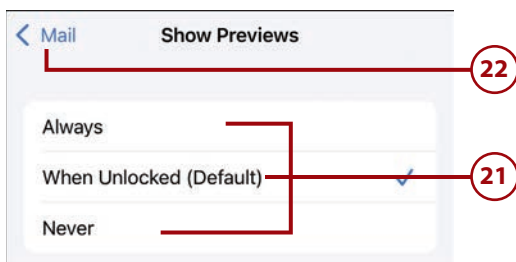 Mail Show Previews
22
Always
When Unlocked (Default)
21
Never